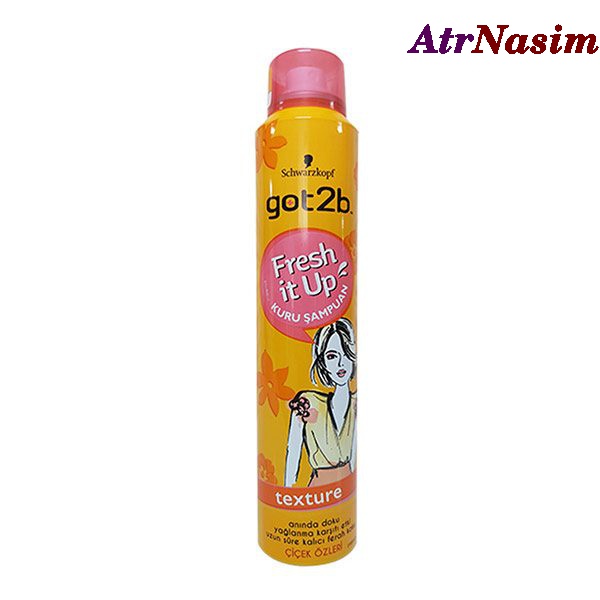 AtrNasim
Schwarzkopf
got2b
Fresh
it Up
KURU ŞAMPUAN
texture
anında doku
yağlanma karşıtı etki
uzun süre kalıcı ferah
ÇİÇEK ÖZLERİ